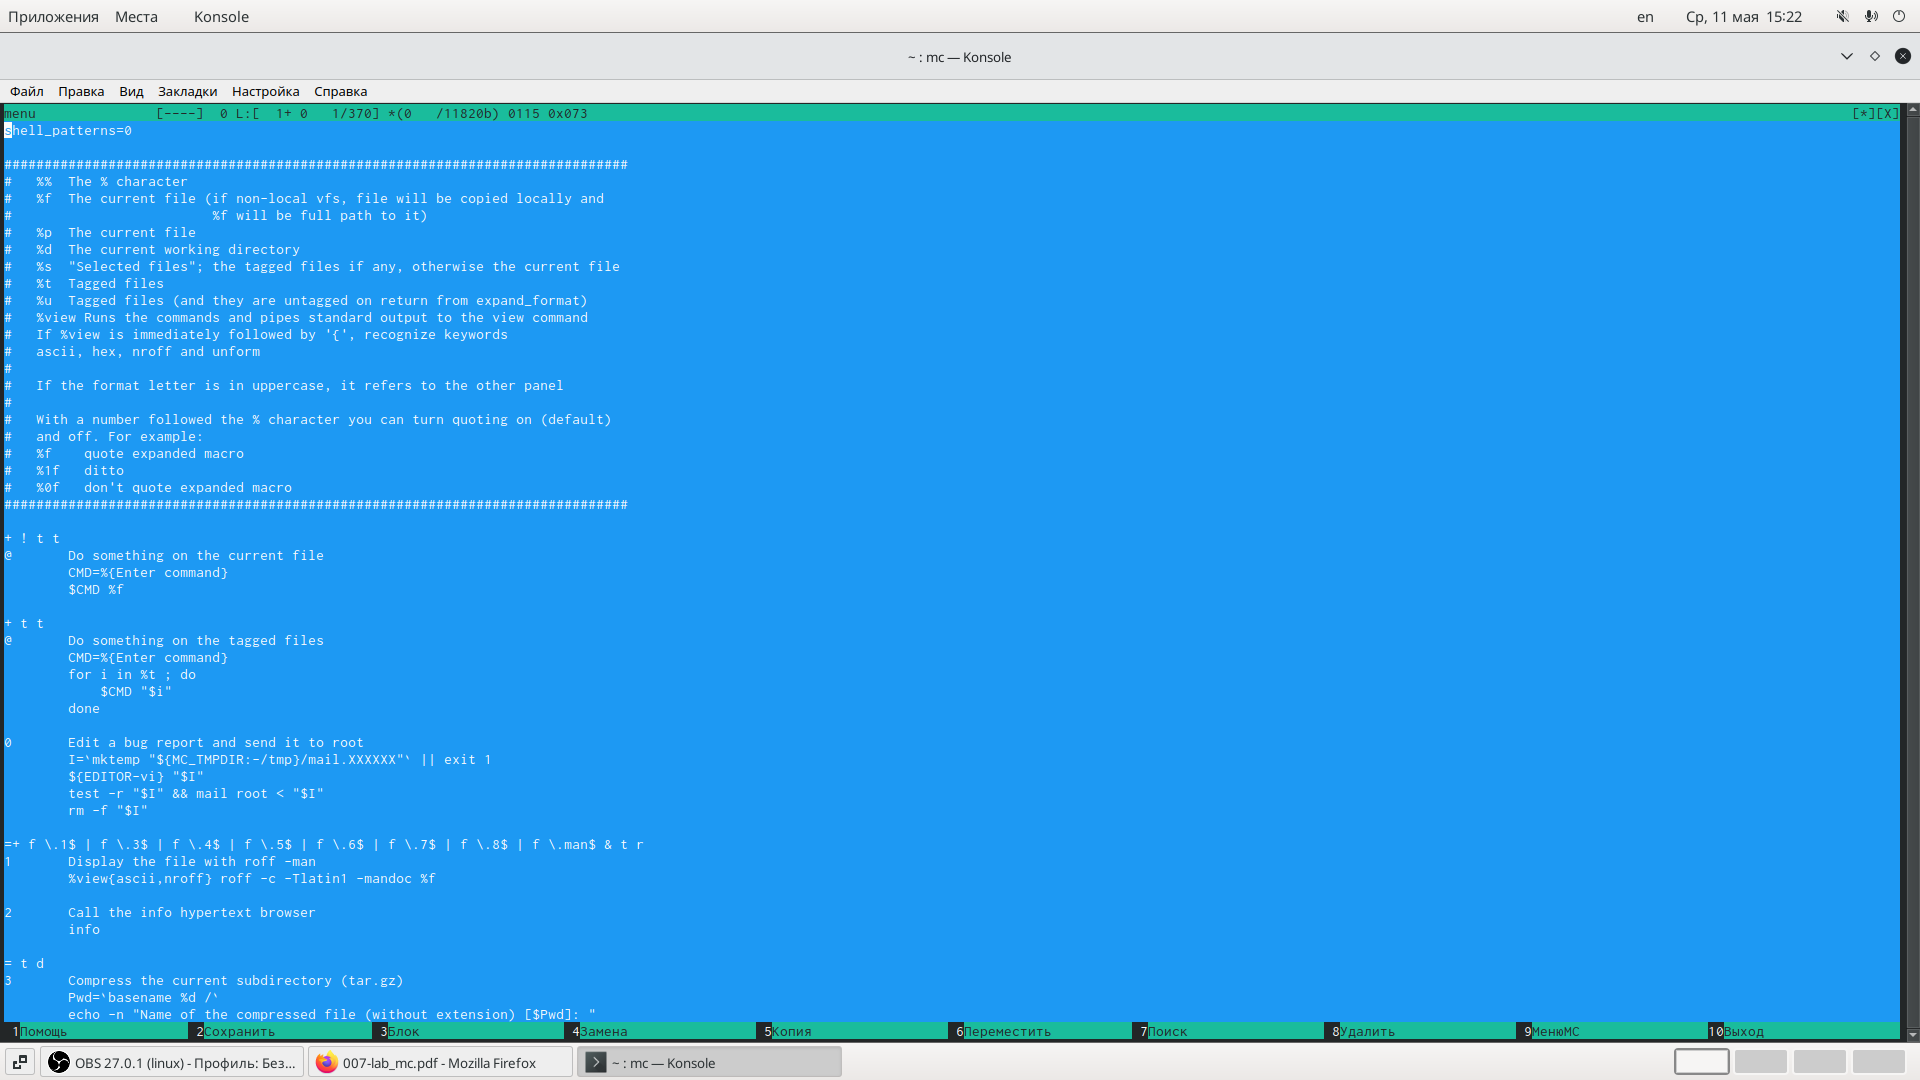 Приложения Места Konsole en Ср, 11 мая 15:22
~ : mc — Konsole
Файл Правка Вид Закладки Настройка Справка
menu [----] 0 L:[ 1+ 0 1/370] *(0 /11820b) 0115 0x073 [*][X]
shell_patterns=0
##############################################################################
# %% The % character
# %f The current file (if non-local vfs, file will be copied locally and
# %f will be full path to it)
# %p The current file
# %d The current working directory
# %s "Selected files"; the tagged files if any, otherwise the current file
# %t Tagged files
# %u Tagged files (and they are untagged on return from expand_format)
# %view Runs the commands and pipes standard output to the view command
# If %view is immediately followed by '{', recognize keywords
# ascii, hex, nroff and unform
#
# If the format letter is in uppercase, it refers to the other panel
#
# With a number followed the % character you can turn quoting on (default)
# and off. For example:
# %f quote expanded macro
# %1f ditto
# %0f don't quote expanded macro
##############################################################################
+ ! t t
@ Do something on the current file
CMD=%{Enter command}
$CMD %f
+ t t
@ Do something on the tagged files
CMD=%{Enter command}
for i in %t ; do
$CMD "$i"
done
0 Edit a bug report and send it to root
I=`mktemp "${MC_TMPDIR:-/tmp}/mail.XXXXXX"` || exit 1
${EDITOR-vi} "$I"
test -r "$I" && mail root < "$I"
rm -f "$I"
=+ f \.1$ | f \.3$ | f \.4$ | f \.5$ | f \.6$ | f \.7$ | f \.8$ | f \.man$ & t r
1 Display the file with roff -man
%view{ascii,nroff} roff -c -Tlatin1 -mandoc %f
2 Call the info hypertext browser
info
= t d
3 Compress the current subdirectory (tar.gz)
Pwd=`basename %d /`
echo -n "Name of the compressed file (without extension) [$Pwd]: "
1Помощь 2Сохранить 3Блок 4Замена 5Копия 6Переместить 7Поиск 8Удалить 9МенюMC 10Выход
OBS 27.0.1 (linux) - Профиль: Без... 007-lab_mc.pdf - Mozilla Firefox ~ : mc — Konsole